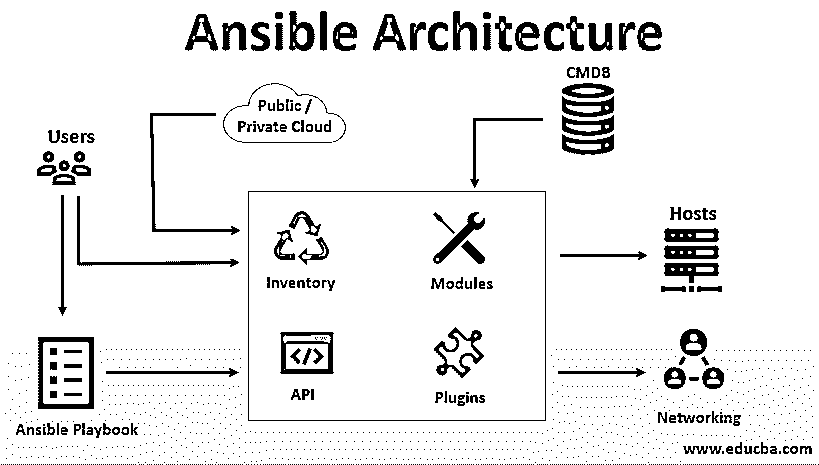 Ansible Architecture
CMDB
Public /
Private Cloud
Users
Hosts
Inventory
Modules
API
Plugins
Ansible Playbook
Networking
www.educba.com